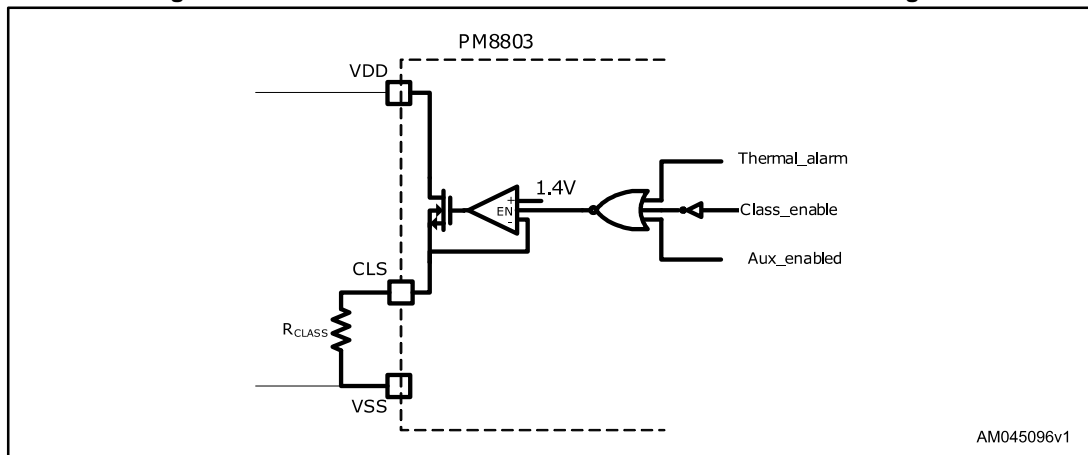 PM8803
VDD
Thermal_alarm
1.4V
+
EN
-
Class_enable
Aux_enabled
CLS
RCLASS
VSS
AM045096v1